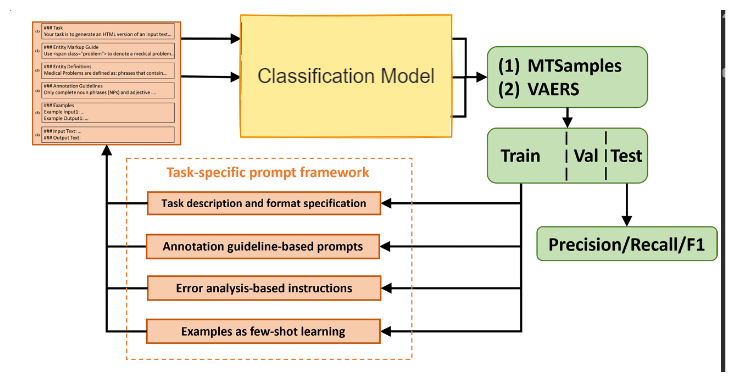 (1) ### Task
Your task is to generate an HTML version of an input text...
### Entity Markup Guide
Use <span class="problem"> to denote a medical problem...
### Entity Definitions
Medical Problems are defined as: phrases that contain...
### Annotation Guidelines
Only complete noun phrases (NPs) and adjective ....
### Examples
Example Input1: ...
Example Output1: ...
### Input Text: ...
### Output Text:
Classification Model
(1) MTSamples
(2) VAERS
Train Val Test
Precision/Recall/F1
Task-specific prompt framework
Task description and format specification
Annotation guideline-based prompts
Error analysis-based instructions
Examples as few-shot learning